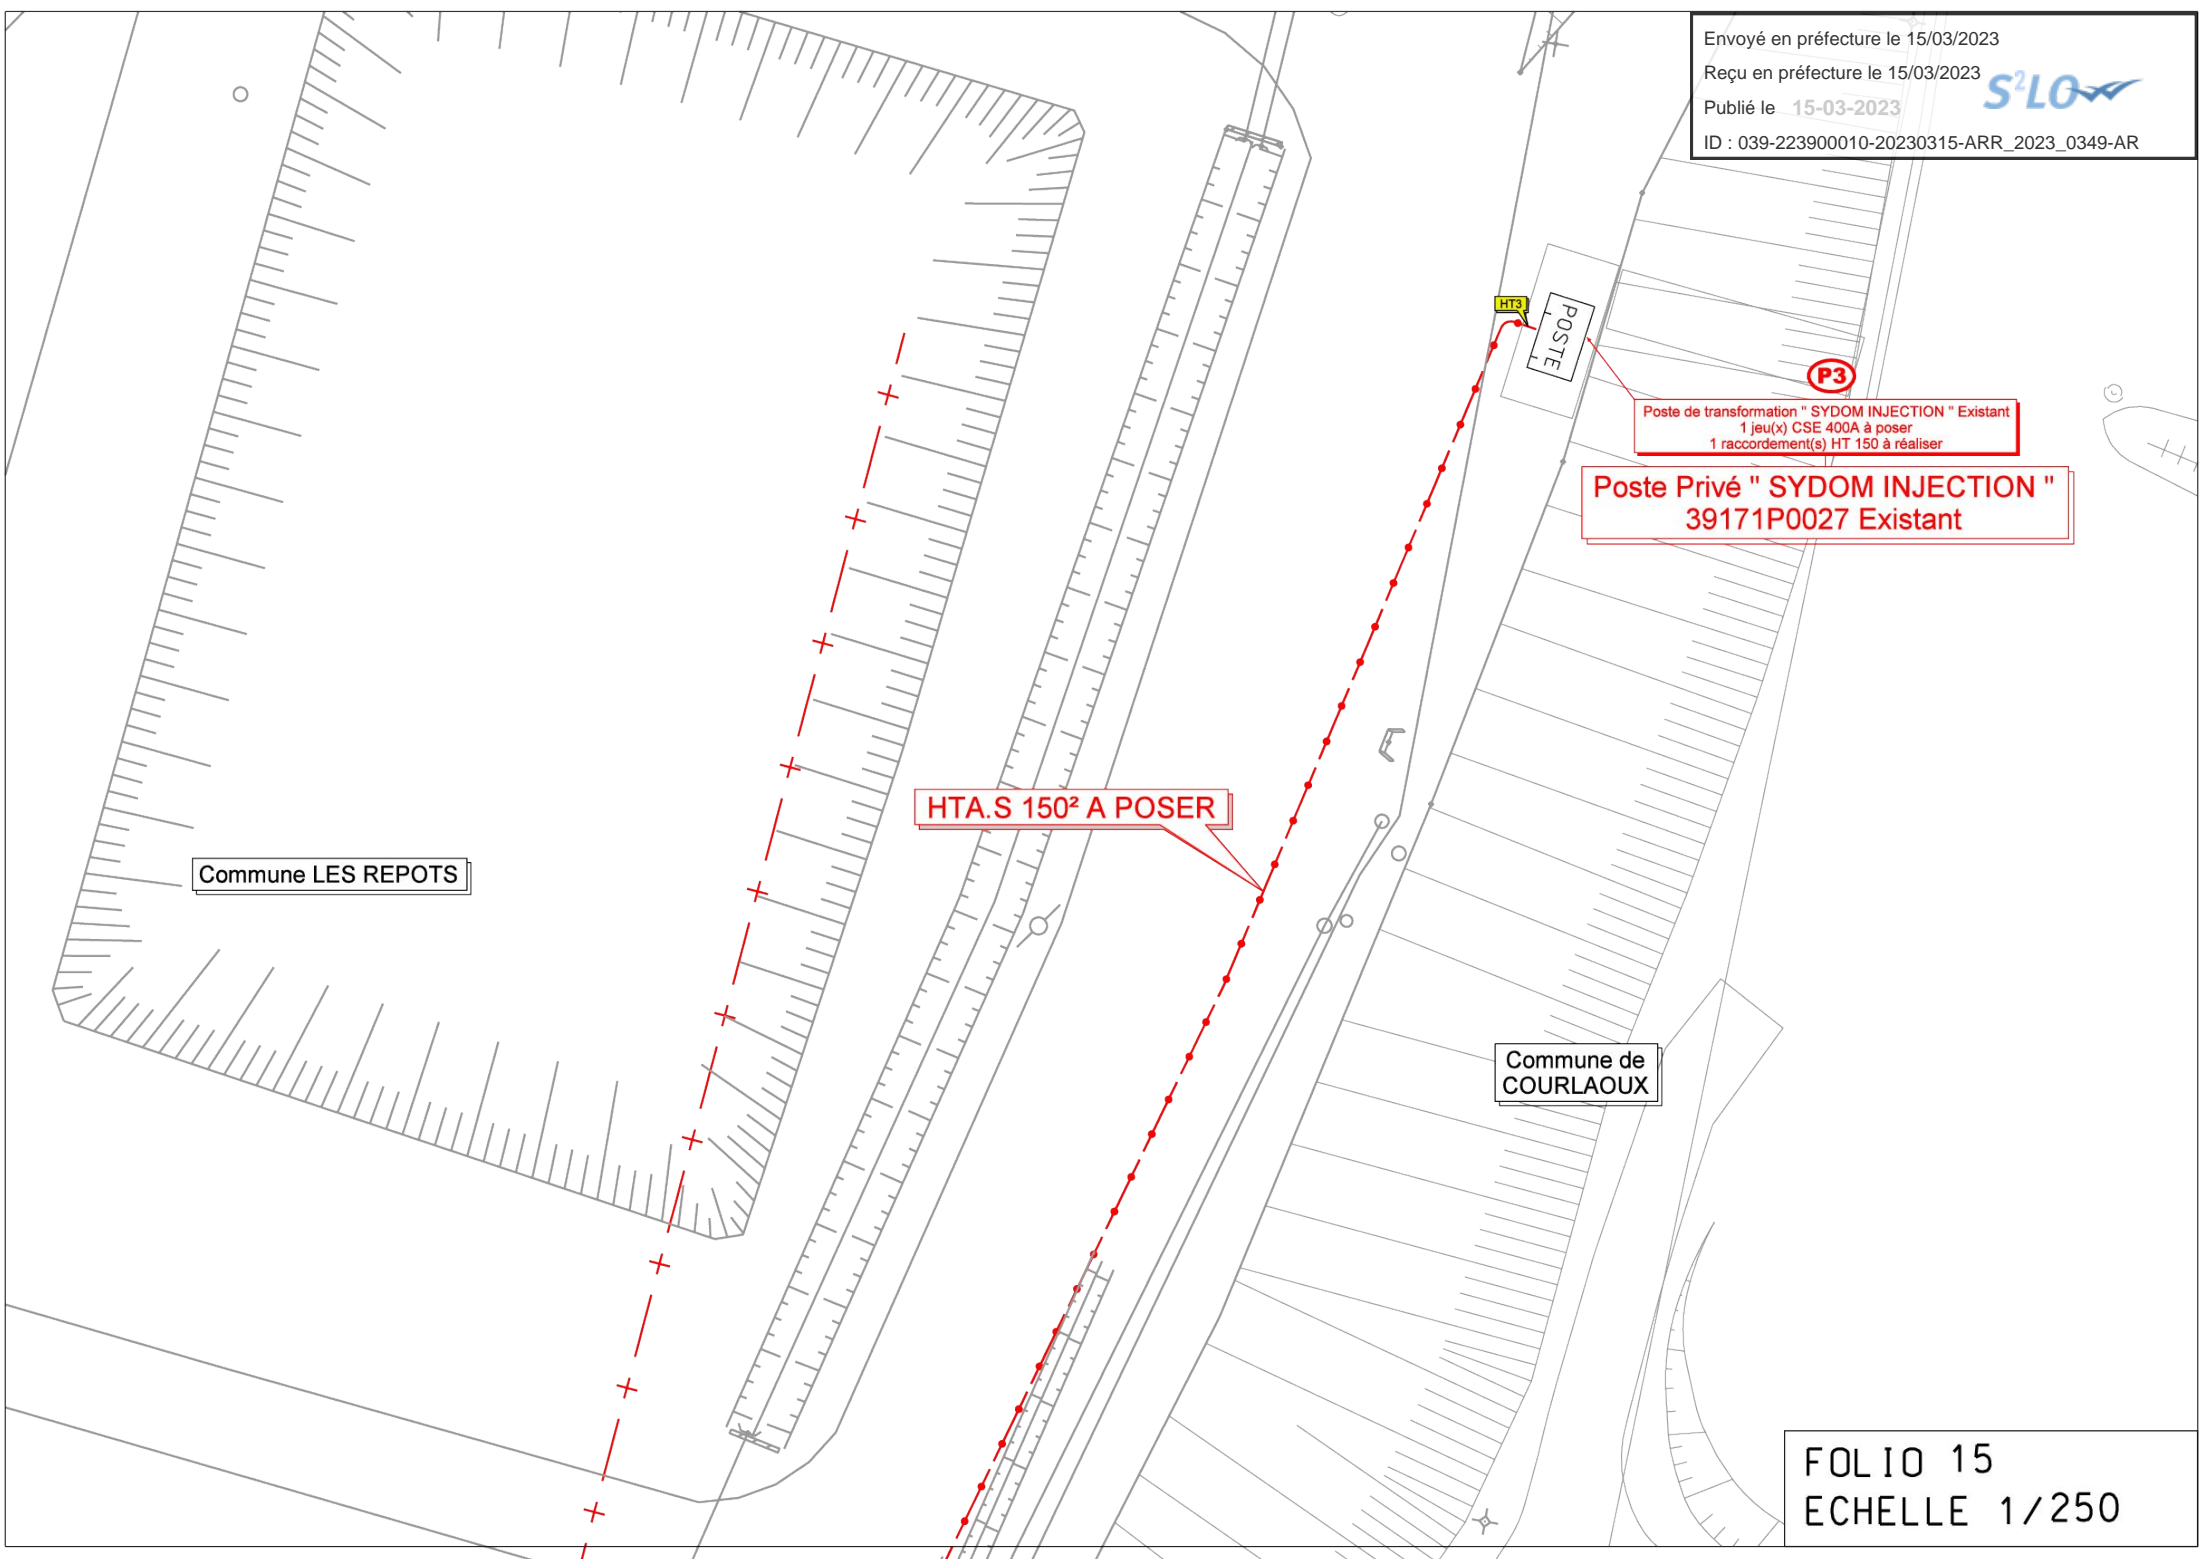 Envoyé en préfecture le 15/03/2023
Reçu en préfecture le 15/03/2023
Publié le 15-03-2023
S²LO
ID : 039-223900010-20230315-ARR_2023_0349-AR
HT3
POSTE
P3
Poste de transformation " SYDOM INJECTION " Existant
1 jeu(x) CSE 400A à poser
1 raccordement(s) HT 150 à réaliser
Poste Privé " SYDOM INJECTION "
39171P0027 Existant
HTA.S 150² A POSER
Commune LES REPOTS
Commune de
COURLAOUX
FOLIO 15
ECHELLE 1/250